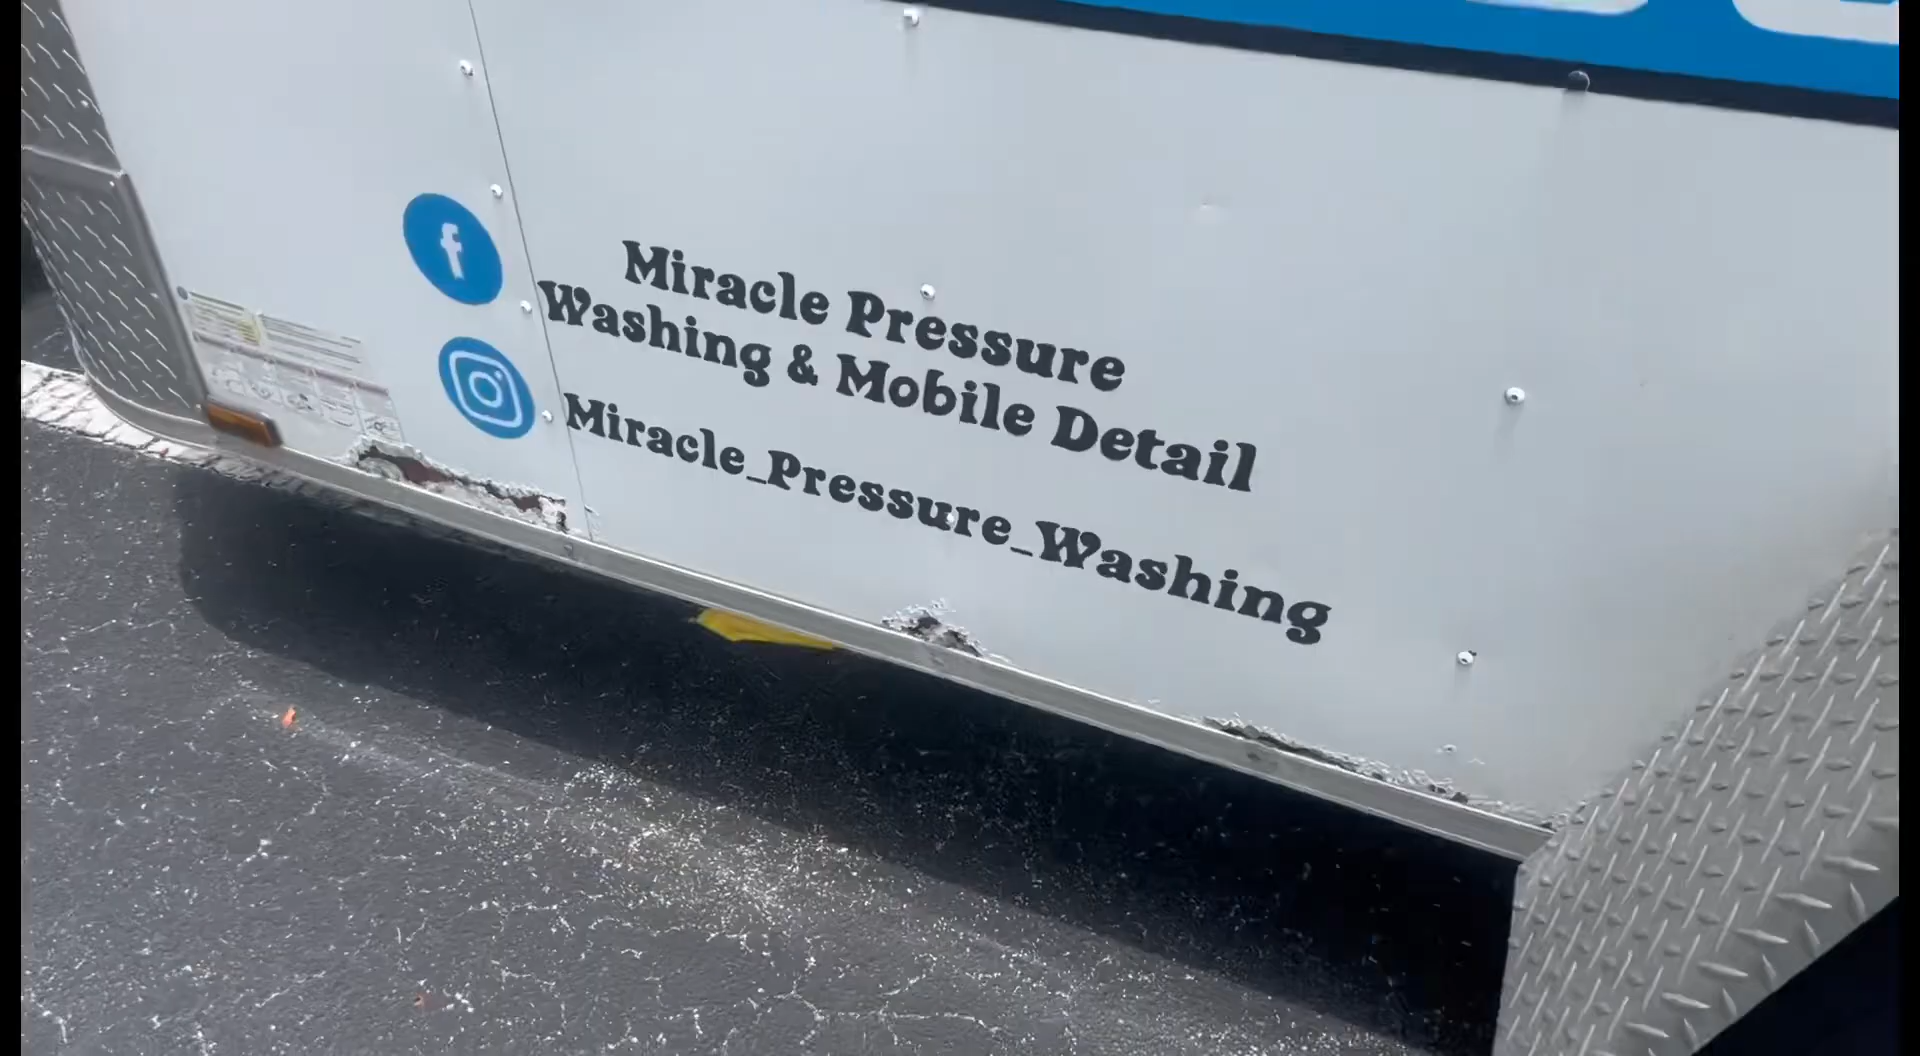 Miracle Pressure
Washing & Mobile Detail
Miracle_Pressure_Washing